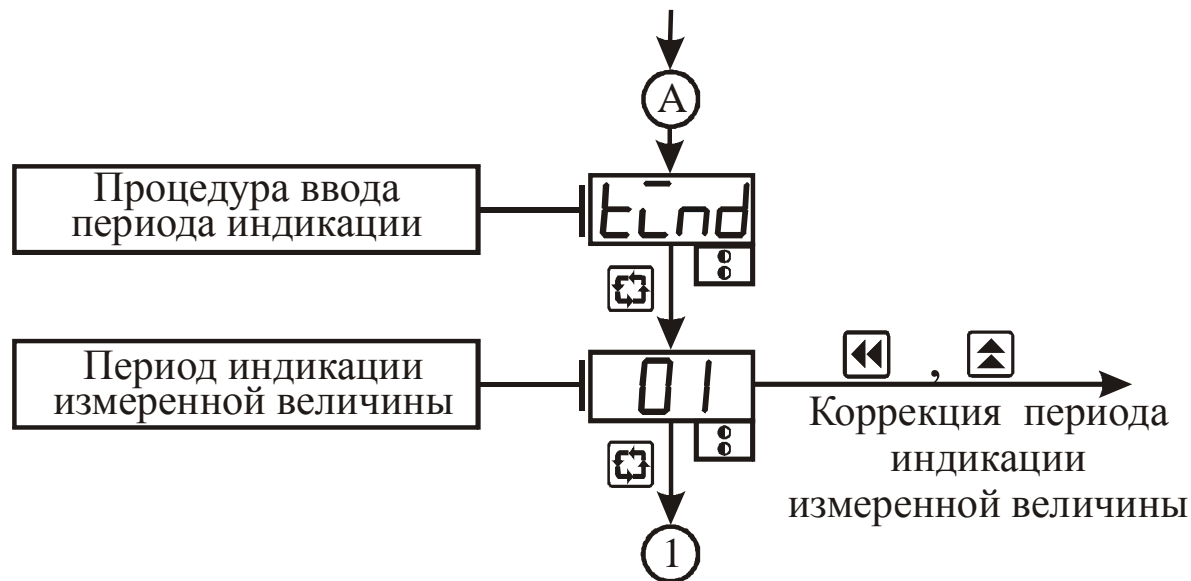 А
Процедура ввода
периода индикации
tind
Период индикации
измеренной величины
01
,
Коррекция периода
индикации
измеренной величины
1